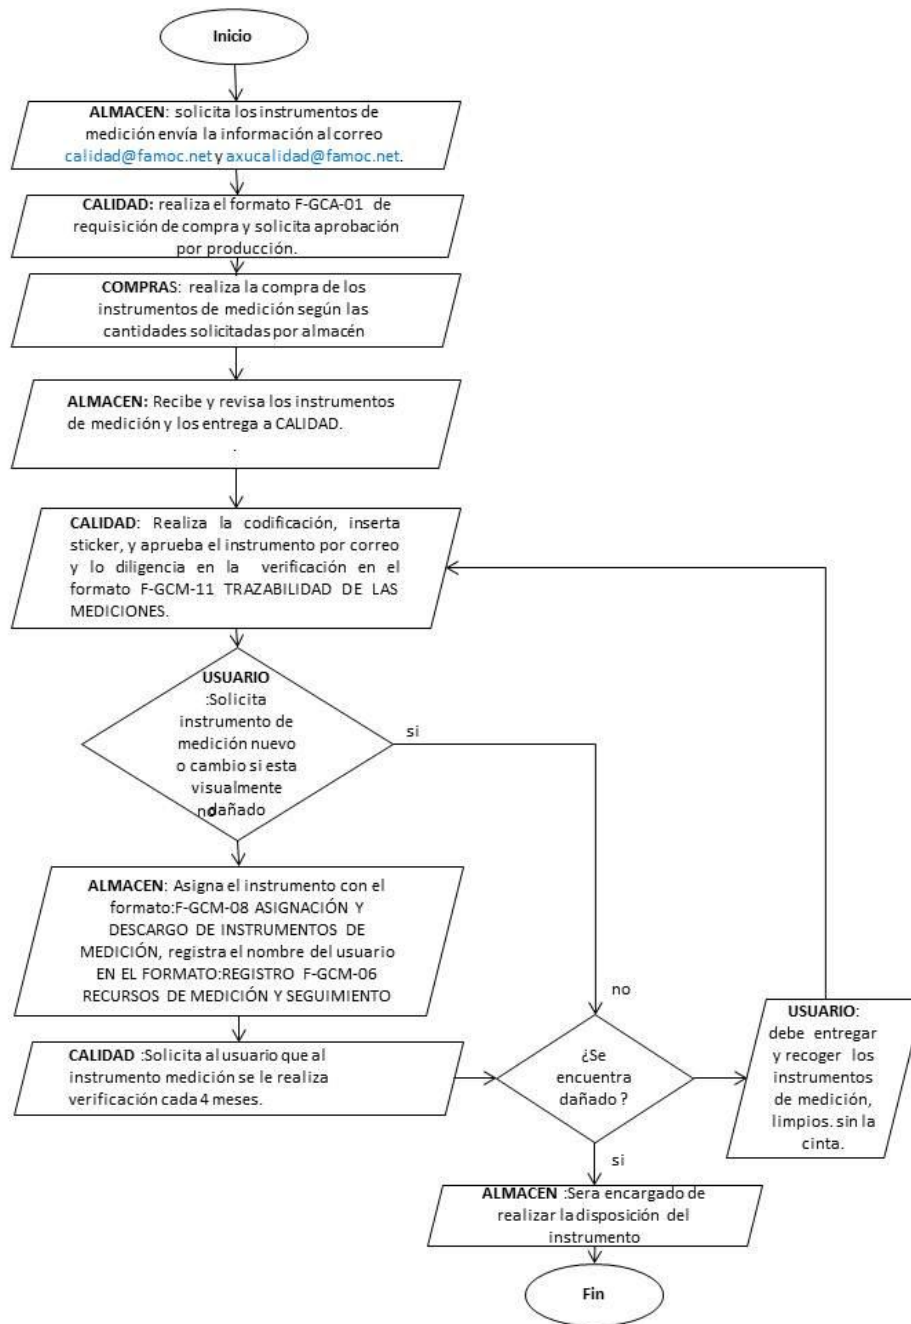 Inicio
ALMACEN: solicita los instrumentos de
medición envía la información al correo
calidad@famoc.net y axucalidad@famoc.net.
CALIDAD: realiza el formato F-GCA-01 de
requisición de compra y solicita aprobación
por producción.
COMPRAS: realiza la compra de los
instrumentos de medición según las
cantidades solicitadas por almacén
ALMACEN: Recibe y revisa los instrumentos
de medición y los entrega a CALIDAD.
.
CALIDAD: Realiza la codificación, inserta
sticker, y aprueba el instrumento por correo
y lo diligencia en la verificación en el
formato F-GCM-11 TRAZABILIDAD DE LAS
MEDICIONES.
USUARIO
:Solicita
instrumento de
medición nuevo
o cambio si esta
visualmente
dañado
si
no
ALMACEN: Asigna el instrumento con el
formato:F-GCM-08 ASIGNACIÓN Y
DESCARGO DE INSTRUMENTOS DE
MEDICIÓN, registra el nombre del usuario
EN EL FORMATO:REGISTRO F-GCM-06
RECURSOS DE MEDICIÓN Y SEGUIMIENTO
CALIDAD :Solicita al usuario que al
instrumento medición se le realiza
verificación cada 4 meses.
¿Se
encuentra
dañado ?
no
USUARIO:
debe entregar
y recoger los
instrumentos
de medición,
limpios. sin la
cinta.
si
ALMACEN :Sera encargado de
realizar la disposición del
instrumento
Fin